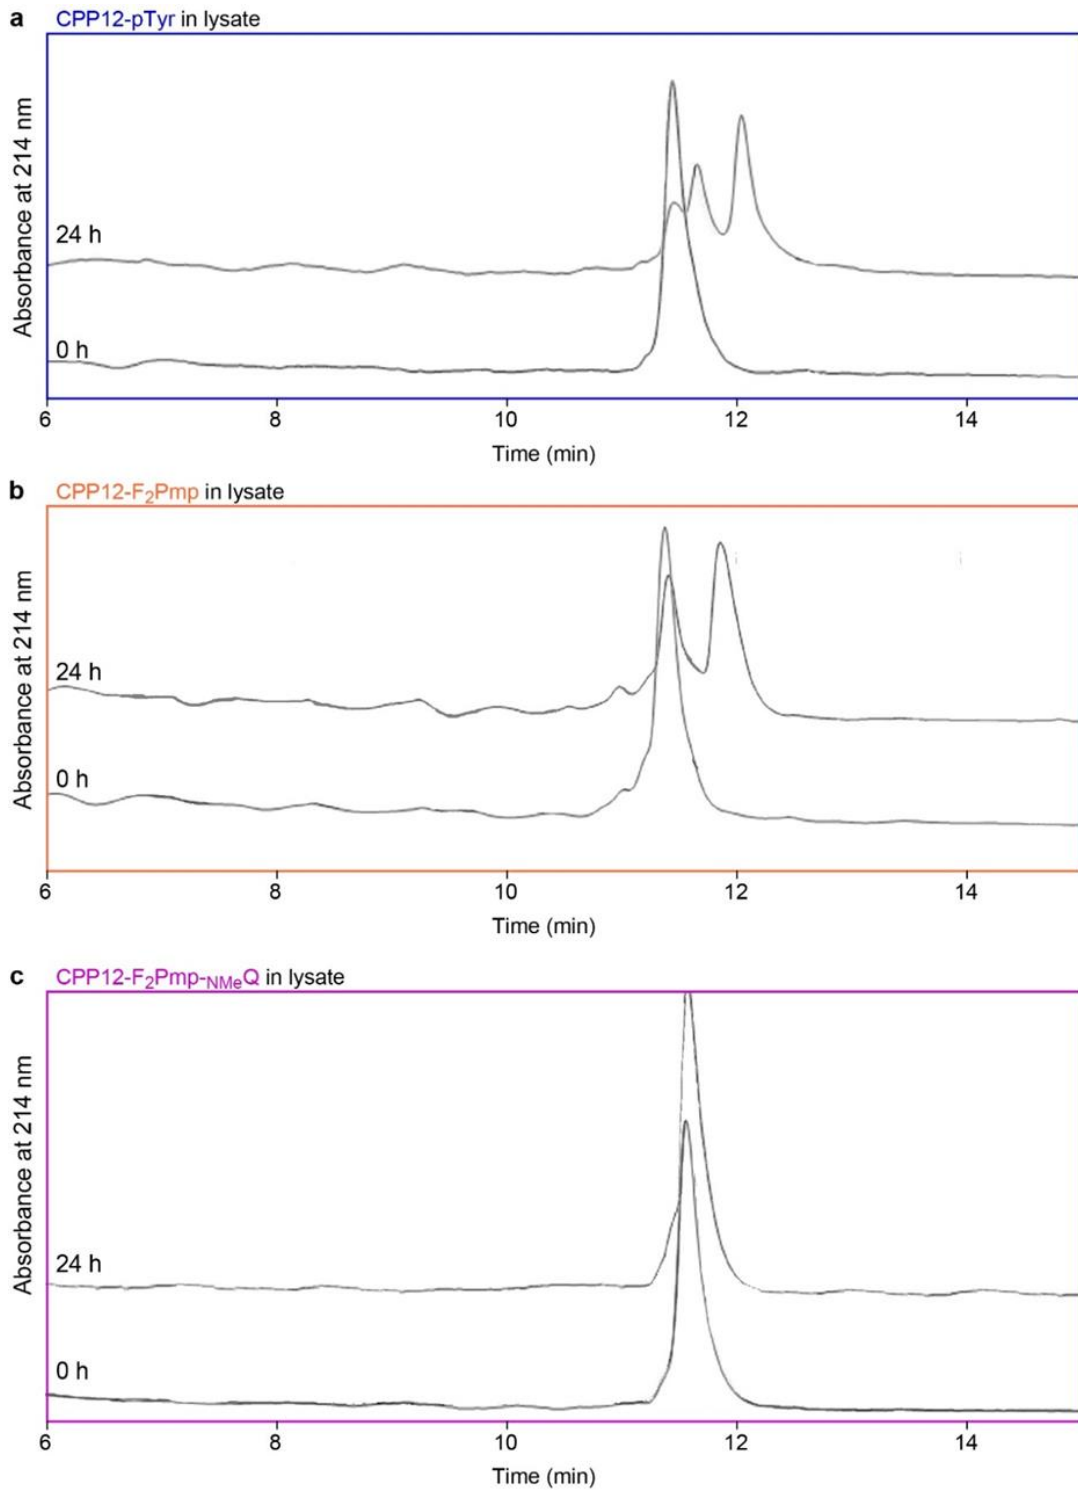 a CPP12-pTyr in lysate
Absorbance at 214 nm
24 h
0 h
6 8 10 12 14
Time (min)
b CPP12-F₂Pmp in lysate
Absorbance at 214 nm
24 h
0 h
6 8 10 12 14
Time (min)
c CPP12-F₂Pmp-NMeQ in lysate
Absorbance at 214 nm
24 h
0 h
6 8 10 12 14
Time (min)